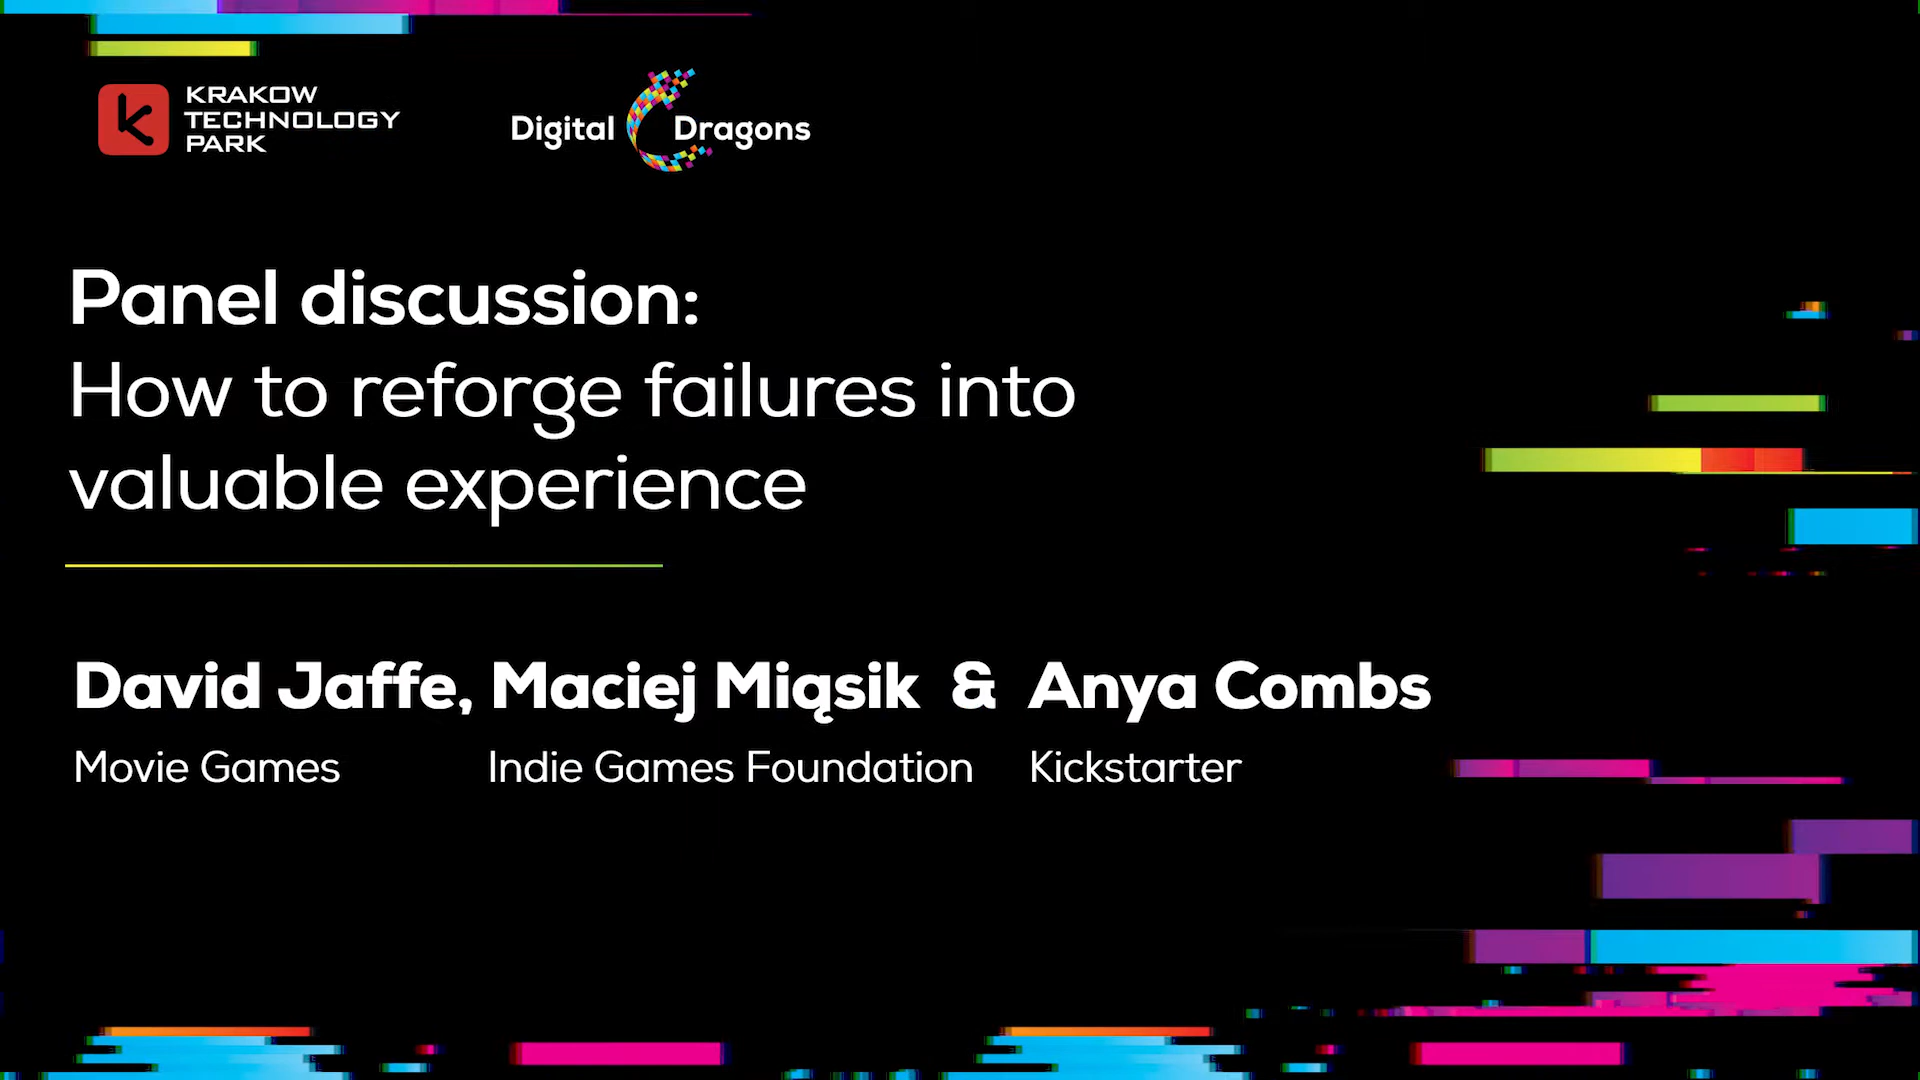 KRAKOW
TECHNOLOGY
PARK
Digital Dragons
Panel discussion:
How to reforge failures into
valuable experience
David Jaffe, Maciej Miąsik & Anya Combs
Movie Games Indie Games Foundation Kickstarter